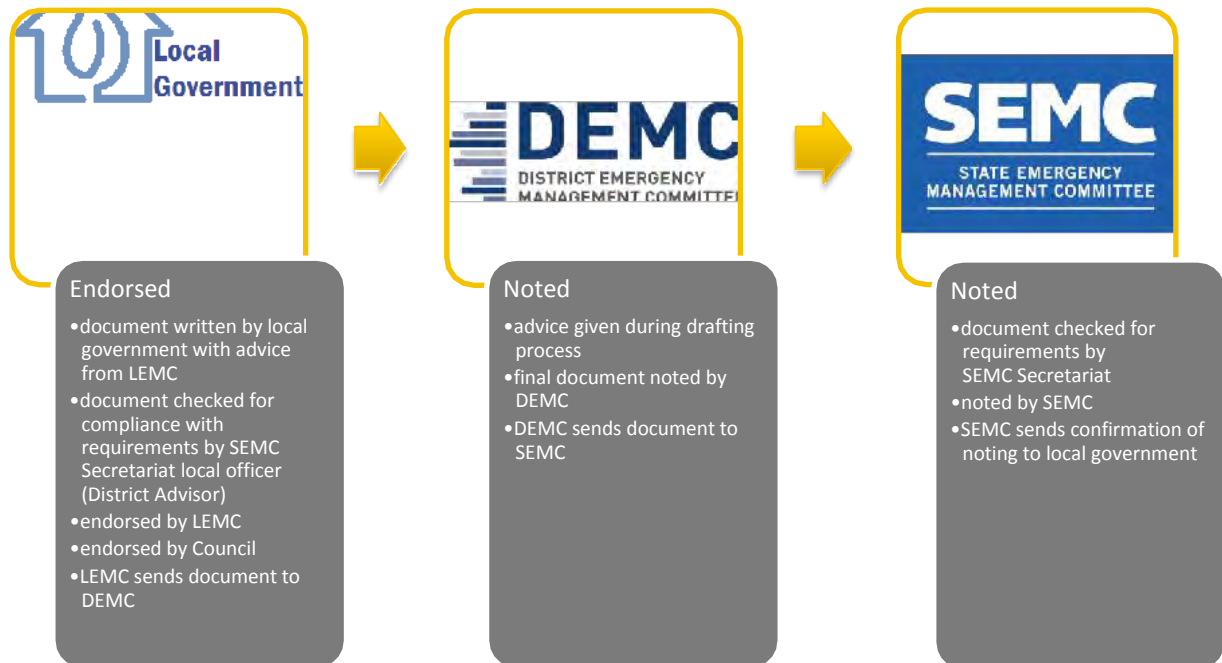 Local
Government
Endorsed
•document written by local
government with advice
from LEMC
•document checked for
compliance with
requirements by SEMC
Secretariat local officer
(District Advisor)
•endorsed by LEMC
•endorsed by Council
•LEMC sends document to
DEMC
DEMC
DISTRICT EMERGENCY
MANAGEMENT COMMITTEE
Noted
•advice given during drafting
process
•final document noted by
DEMC
•DEMC sends document to
SEMC
SEMC
STATE EMERGENCY
MANAGEMENT COMMITTEE
Noted
•document checked for
requirements by
SEMC Secretariat
•noted by SEMC
•SEMC sends confirmation of
noting to local government